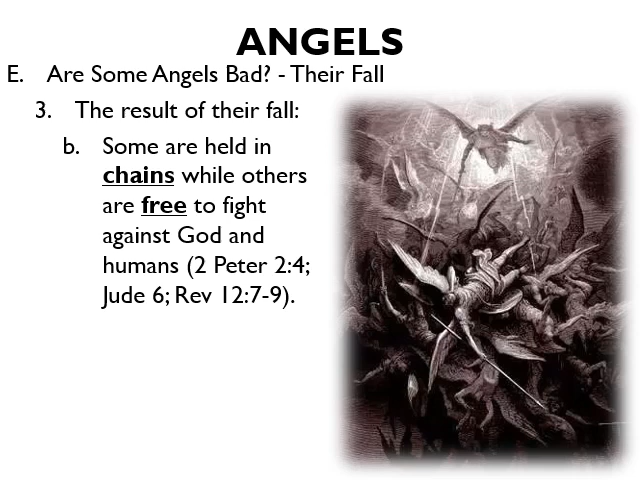 ANGELS
E. Are Some Angels Bad? - Their Fall
3. The result of their fall:
b. Some are held in
chains while others
are free to fight
against God and
humans (2 Peter 2:4;
Jude 6; Rev 12:7-9).